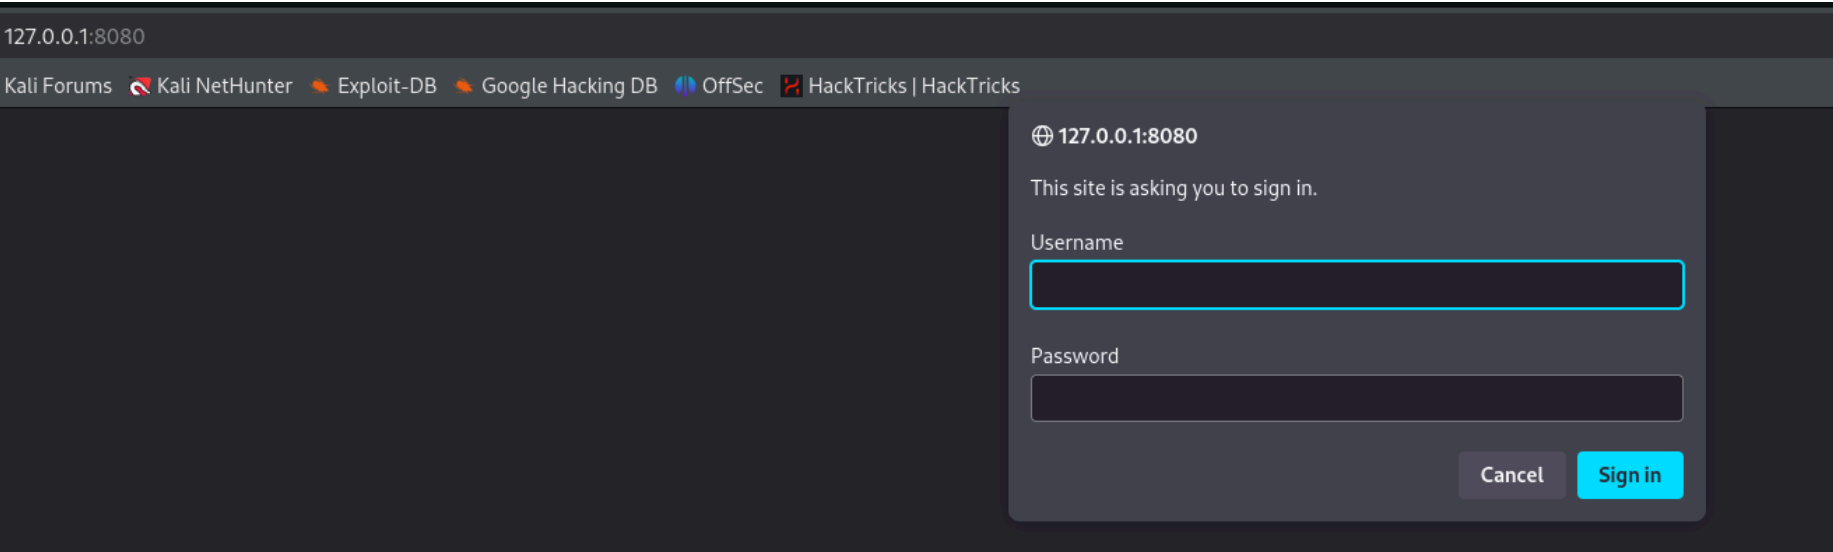 127.0.0.1:8080
Kali Forums Kali NetHunter Exploit-DB Google Hacking DB OffSec HackTricks | HackTricks
127.0.0.1:8080
This site is asking you to sign in.
Username
Password
Cancel Sign in